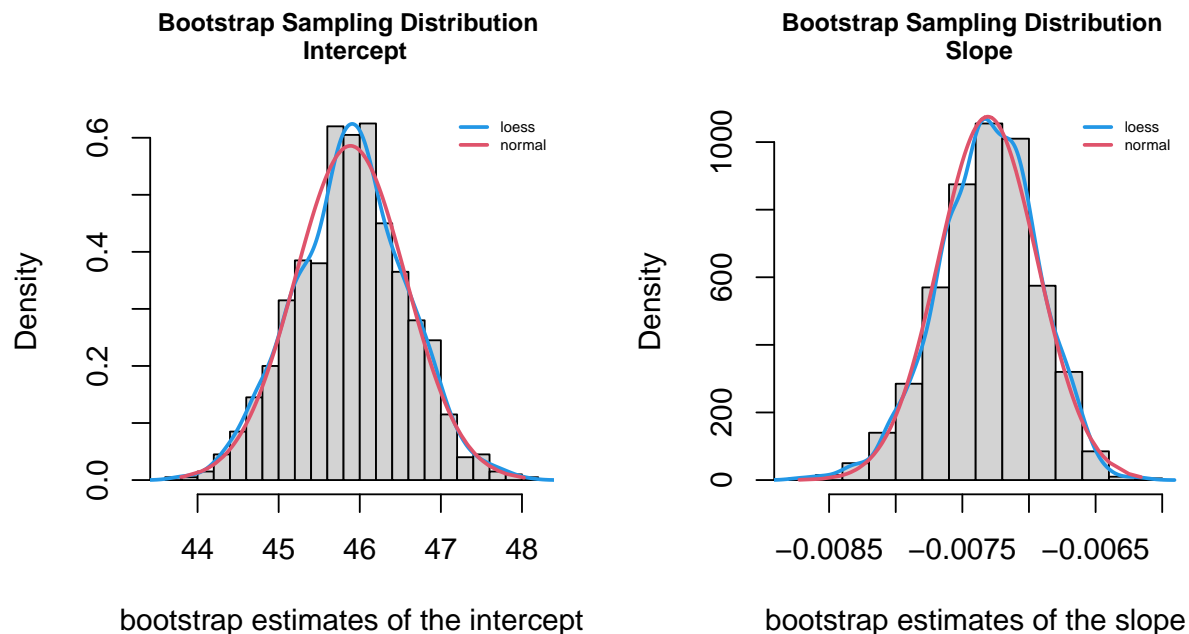 Bootstrap Sampling Distribution
Intercept
loess
normal
Density
0.0
0.2
0.4
0.6
44
45
46
47
48
bootstrap estimates of the intercept
Bootstrap Sampling Distribution
Slope
loess
normal
Density
0
200
600
1000
−0.0085
−0.0075
−0.0065
bootstrap estimates of the slope